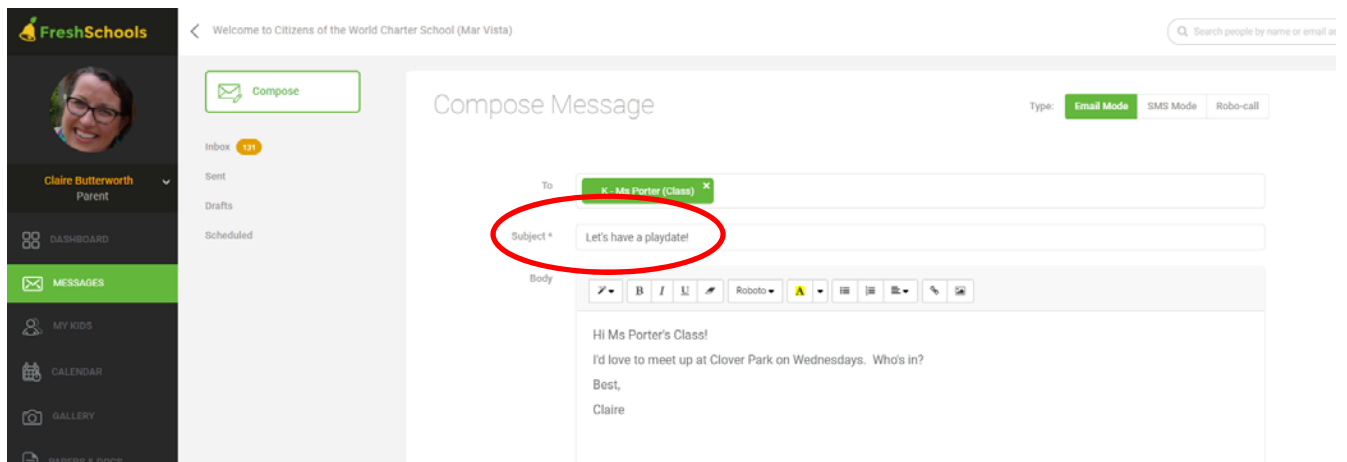 FreshSchools
Welcome to Citizens of the World Charter School (Mar Vista)
Search people by name or email
Compose
Compose Message
Type: Email Mode SMS Mode Robo-call
Inbox 131
Claire Butterworth
Parent
Sent
Drafts
Scheduled
To K - Ms Porter (Class) ×
Subject * Let's have a playdate!
Body
B I U Roboto A
DASHBOARD
MESSAGES
MY KIDS
CALENDAR
GALLERY
PAPERS & DOCS
Hi Ms Porter's Class!
I'd love to meet up at Clover Park on Wednesdays. Who's in?
Best,
Claire